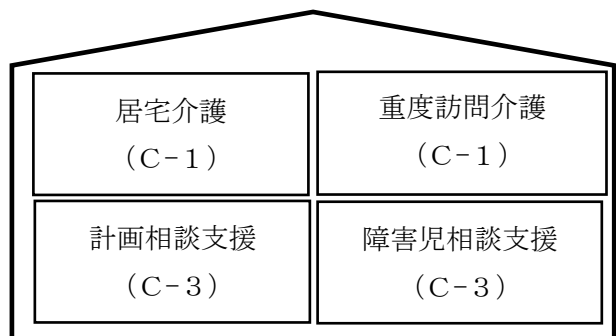 居宅介護
(C-1)
重度訪問介護
(C-1)
計画相談支援
(C-3)
障害児相談支援
(C-3)